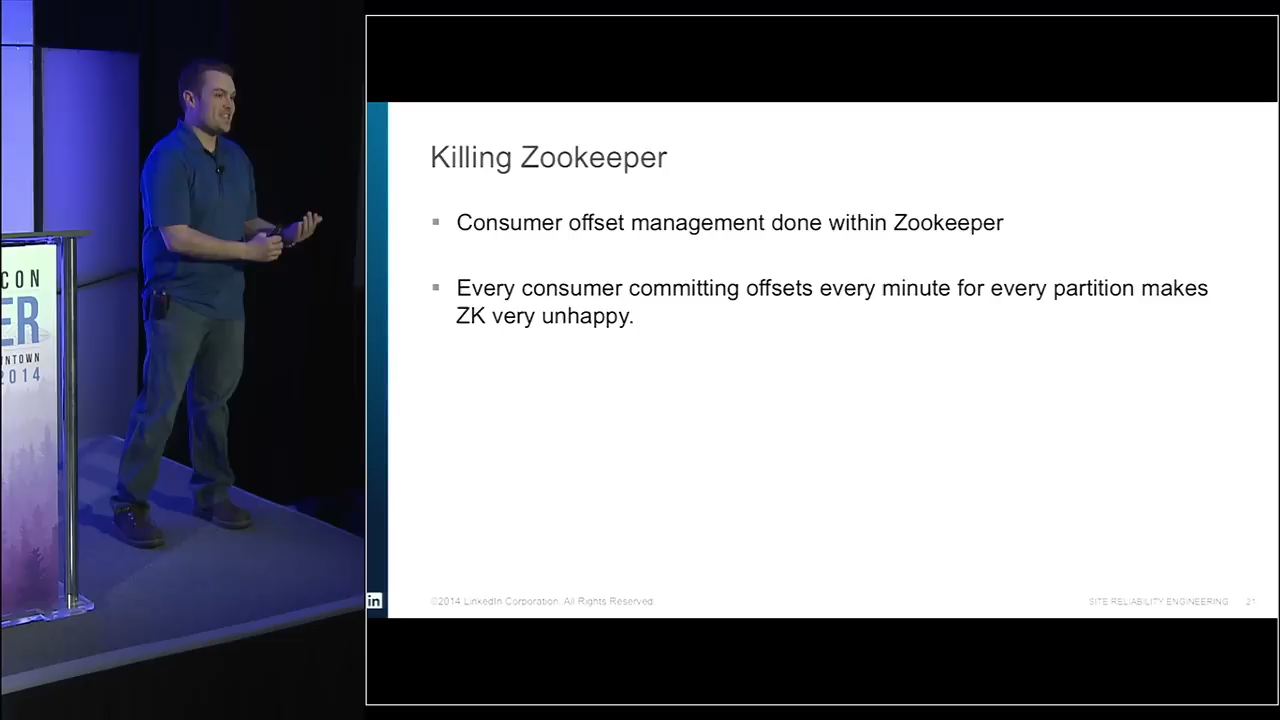 CON
ER
NTOWN
2014
Killing Zookeeper
Consumer offset management done within Zookeeper
Every consumer committing offsets every minute for every partition makes
ZK very unhappy.
in
©2014 LinkedIn Corporation. All Rights Reserved.
SITE RELIABILITY ENGINEERING 21